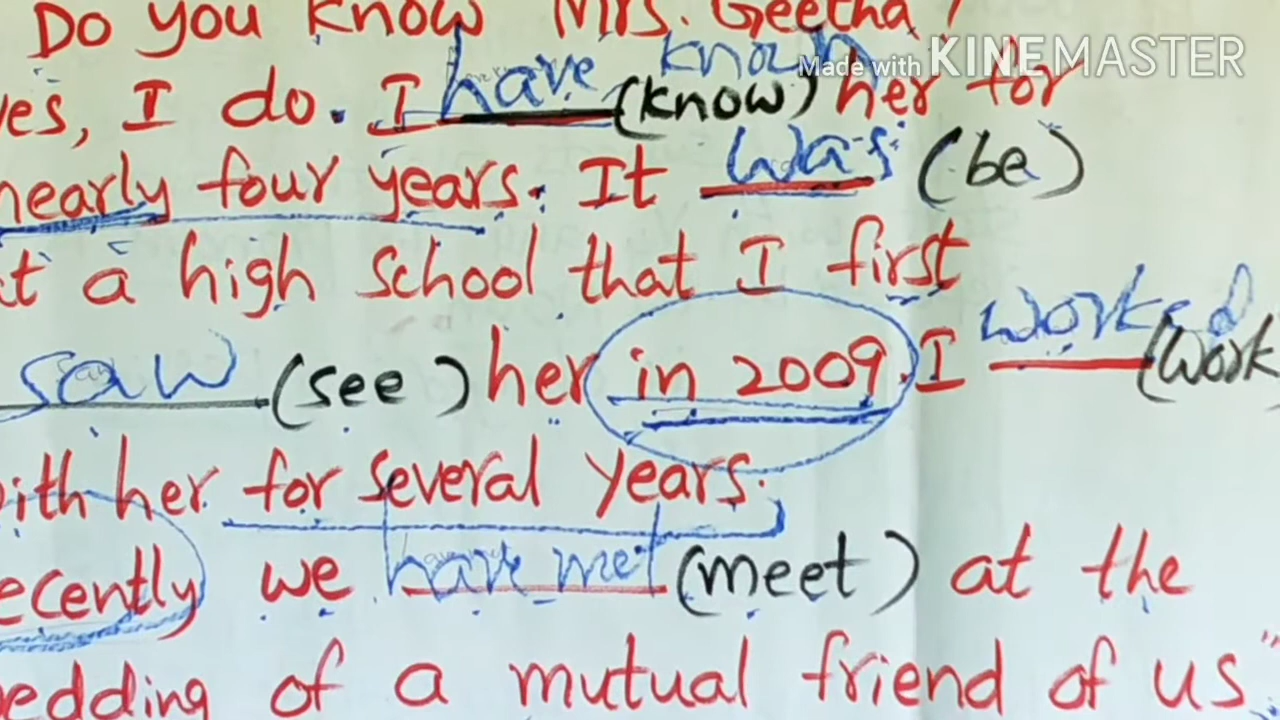 Do you know Mrs. Geetha?
Made with KINEMASTER
have known
yes, I do. I (know) her for
was
nearly four years. It (be)
at a high school that I first
worked
saw (see) her in 2009. I (work)
with her for several years.
have met
recently we (meet) at the
wedding of a mutual friend of us."